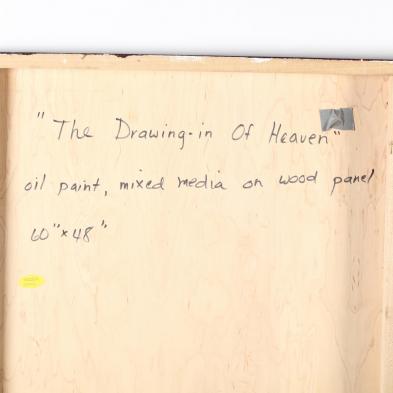 "The Drawing-in Of Heaven"
oil paint, mixed media on wood panel
60"x48"